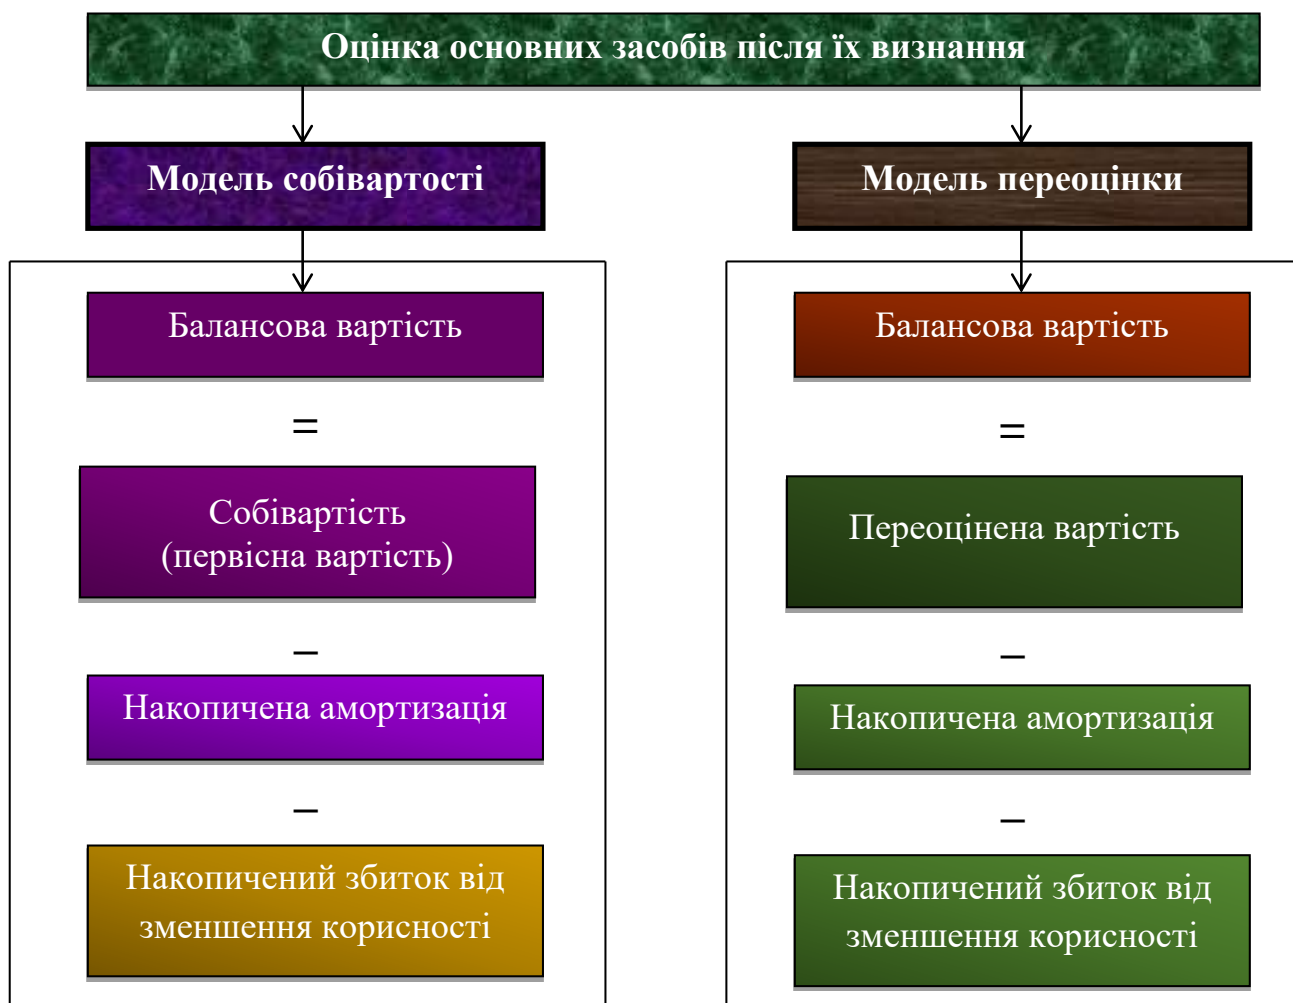 Оцінка основних засобів після їх визнання
Модель собівартості
Модель переоцінки
Балансова вартість
=
Собівартість
(первісна вартість)
–
Накопичена амортизація
–
Накопичений збиток від
зменшення корисності
Балансова вартість
=
Переоцінена вартість
–
Накопичена амортизація
–
Накопичений збиток від
зменшення корисності